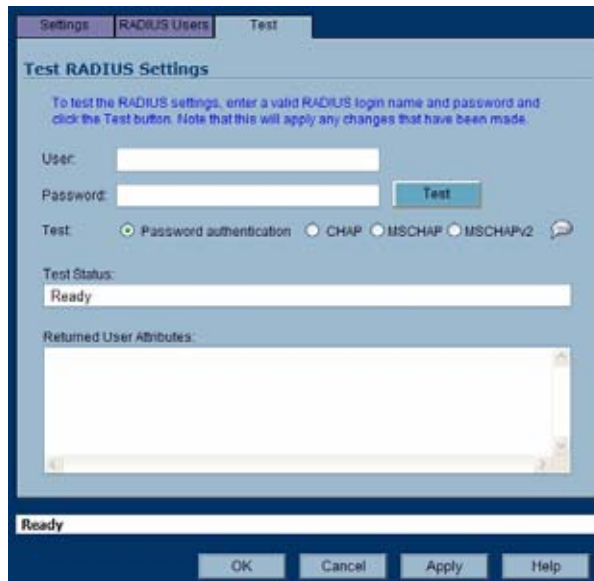 Settings RADIUS Users Test
Test RADIUS Settings
To test the RADIUS settings, enter a valid RADIUS login name and password and
click the Test button. Note that this will apply any changes that have been made.
User:
Password: Test
Test: Password authentication CHAP MSCHAP MSCHAPv2
Test Status:
Ready
Returned User Attributes:
Ready
OK Cancel Apply Help